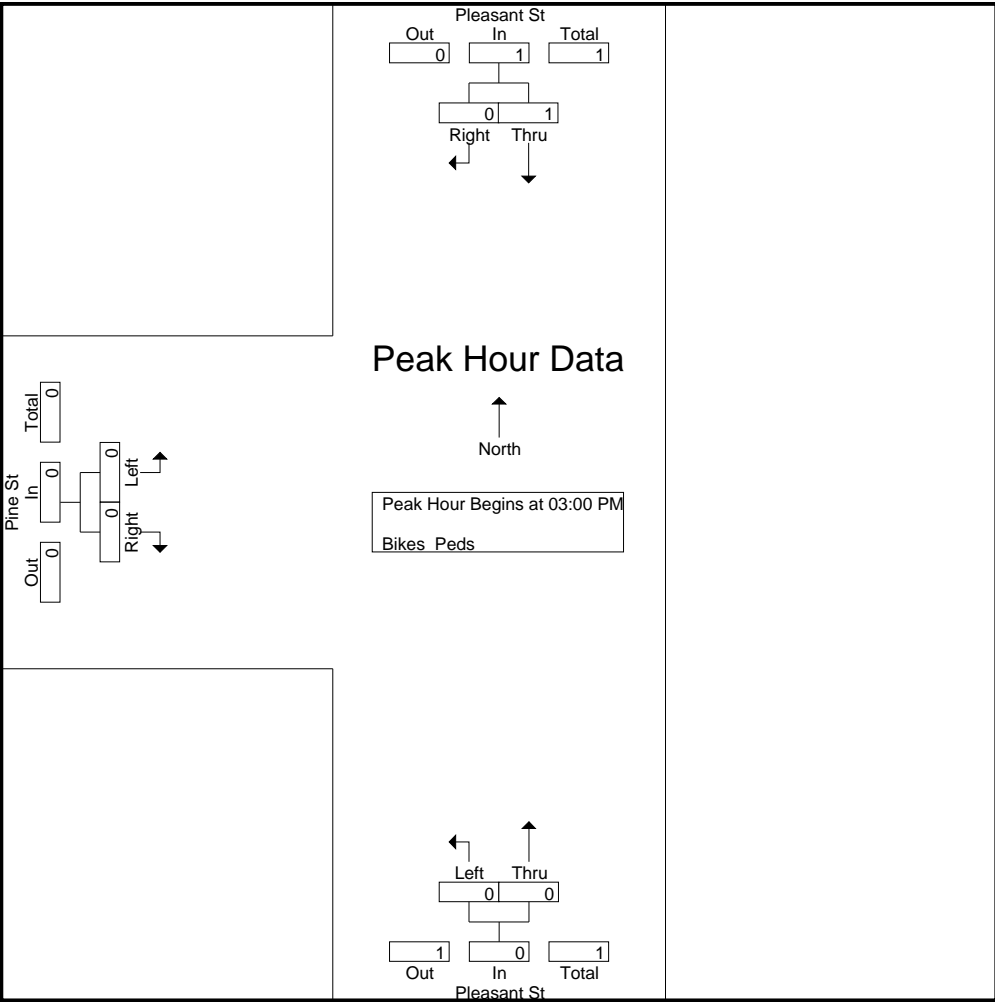 Pleasant St
Out In Total
0 1 1
0 1
Right Thru
Peak Hour Data
North
Peak Hour Begins at 03:00 PM
Bikes Peds
Pine St
Out In Total
0 0 0
Right Left
0 0
Left Thru
0 0
1 0 1
Out In Total
Pleasant St